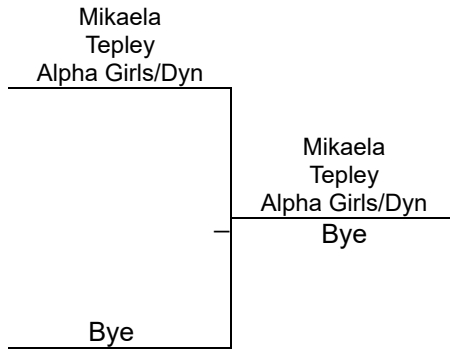 Mikaela
Tepley
Alpha Girls/Dyn
Mikaela
Tepley
Alpha Girls/Dyn
–
Bye
Bye